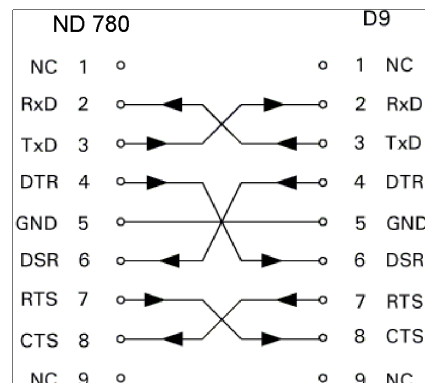 ND 780 D9
NC 1 1 NC
RxD 2 2 RxD
TxD 3 3 TxD
DTR 4 4 DTR
GND 5 5 GND
DSR 6 6 DSR
RTS 7 7 RTS
CTS 8 8 CTS
NC 9 9 NC